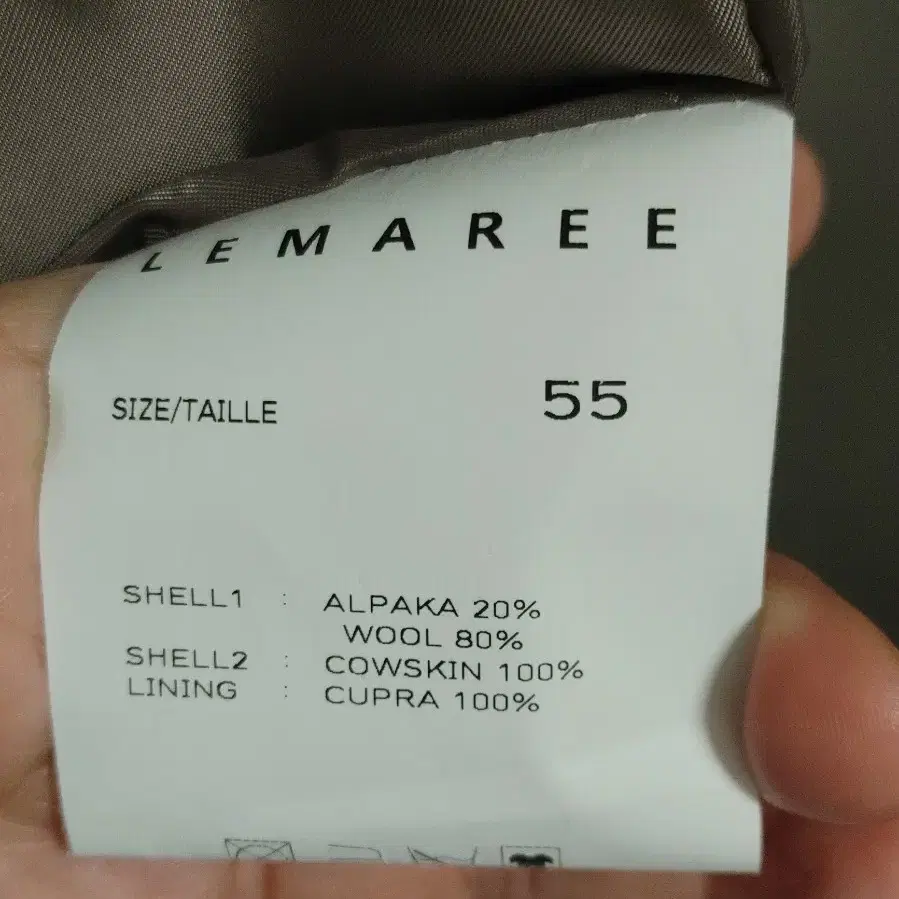 LEMAREE
SIZE/TAILLE 55
SHELL1 : ALPAKA 20%
WOOL 80%
SHELL2 : COWSKIN 100%
LINING : CUPRA 100%